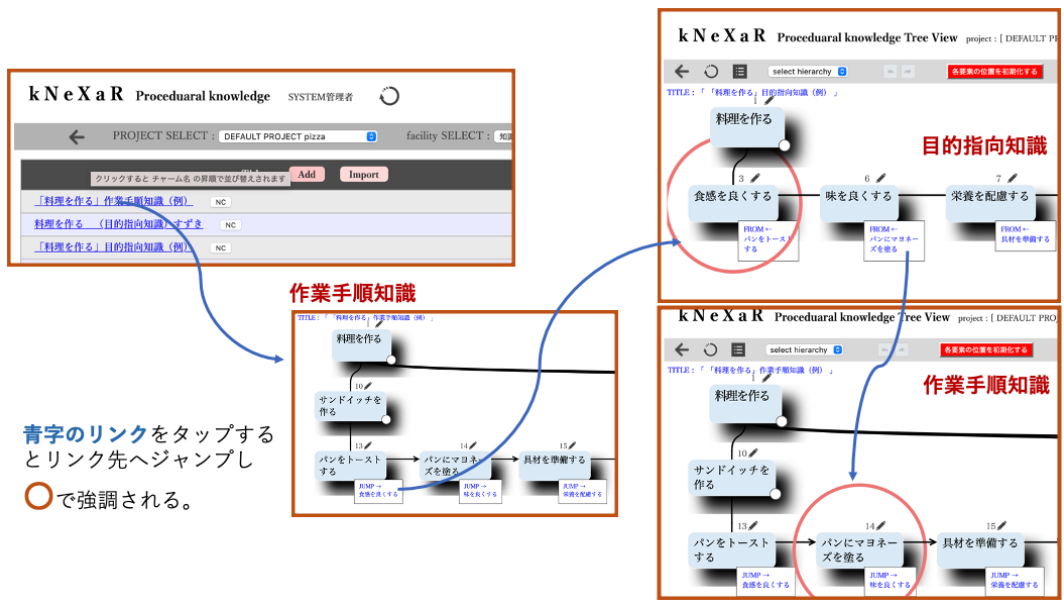 kNeXaR Proceduaral knowledge SYSTEM管理者
PROJECT SELECT : DEFAULT PROJECT pizza facility SELECT :
クリックすると チャーム名 の昇順で並び替えされます Add Import
「料理を作る」作業手順知識（例） NC
料理を作る （目的指向知識）すずき NC
「料理を作る」目的指向知識（例） NC
作業手順知識
TITLE : 「 「料理を作る」作業手順知識（例） 」
1
料理を作る
10
サンドイッチを
作る
13 14 15
パンをトースト
する
パンにマヨネー
ズを塗る
具材を準備する
JUMP →
食感を良くする
JUMP →
味を良くする
JUMP →
栄養を配慮する
青字のリンクをタップする
とリンク先へジャンプし
○で強調される。
kNeXaR Proceduaral knowledge Tree View project : [ DEFAULT PR
select hierarchy 各要素の位置を初期化する
TITLE : 「 「料理を作る」目的指向知識（例） 」
1
料理を作る
目的指向知識
3 6 7
食感を良くする 味を良くする 栄養を配慮する
FROM ←
パンをトースト
する
FROM ←
パンにマヨネー
ズを塗る
FROM ←
具材を準備する
kNeXaR Proceduaral knowledge Tree View project : [ DEFAULT PRO
select hierarchy 各要素の位置を初期化する
TITLE : 「 「料理を作る」作業手順知識（例） 」
1
料理を作る
作業手順知識
10
サンドイッチを
作る
13 14 15
パンをトースト
する
パンにマヨネー
ズを塗る
具材を準備する
JUMP →
食感を良くする
JUMP →
味を良くする
JUMP →
栄養を配慮する